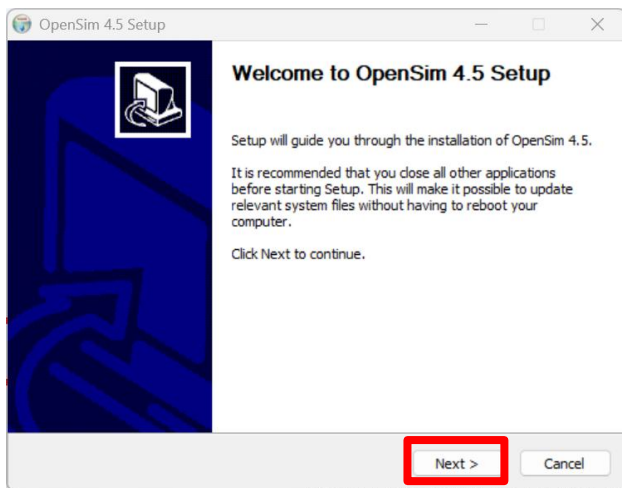 OpenSim 4.5 Setup
Welcome to OpenSim 4.5 Setup
Setup will guide you through the installation of OpenSim 4.5.
It is recommended that you close all other applications
before starting Setup. This will make it possible to update
relevant system files without having to reboot your
computer.
Click Next to continue.
Next >
Cancel